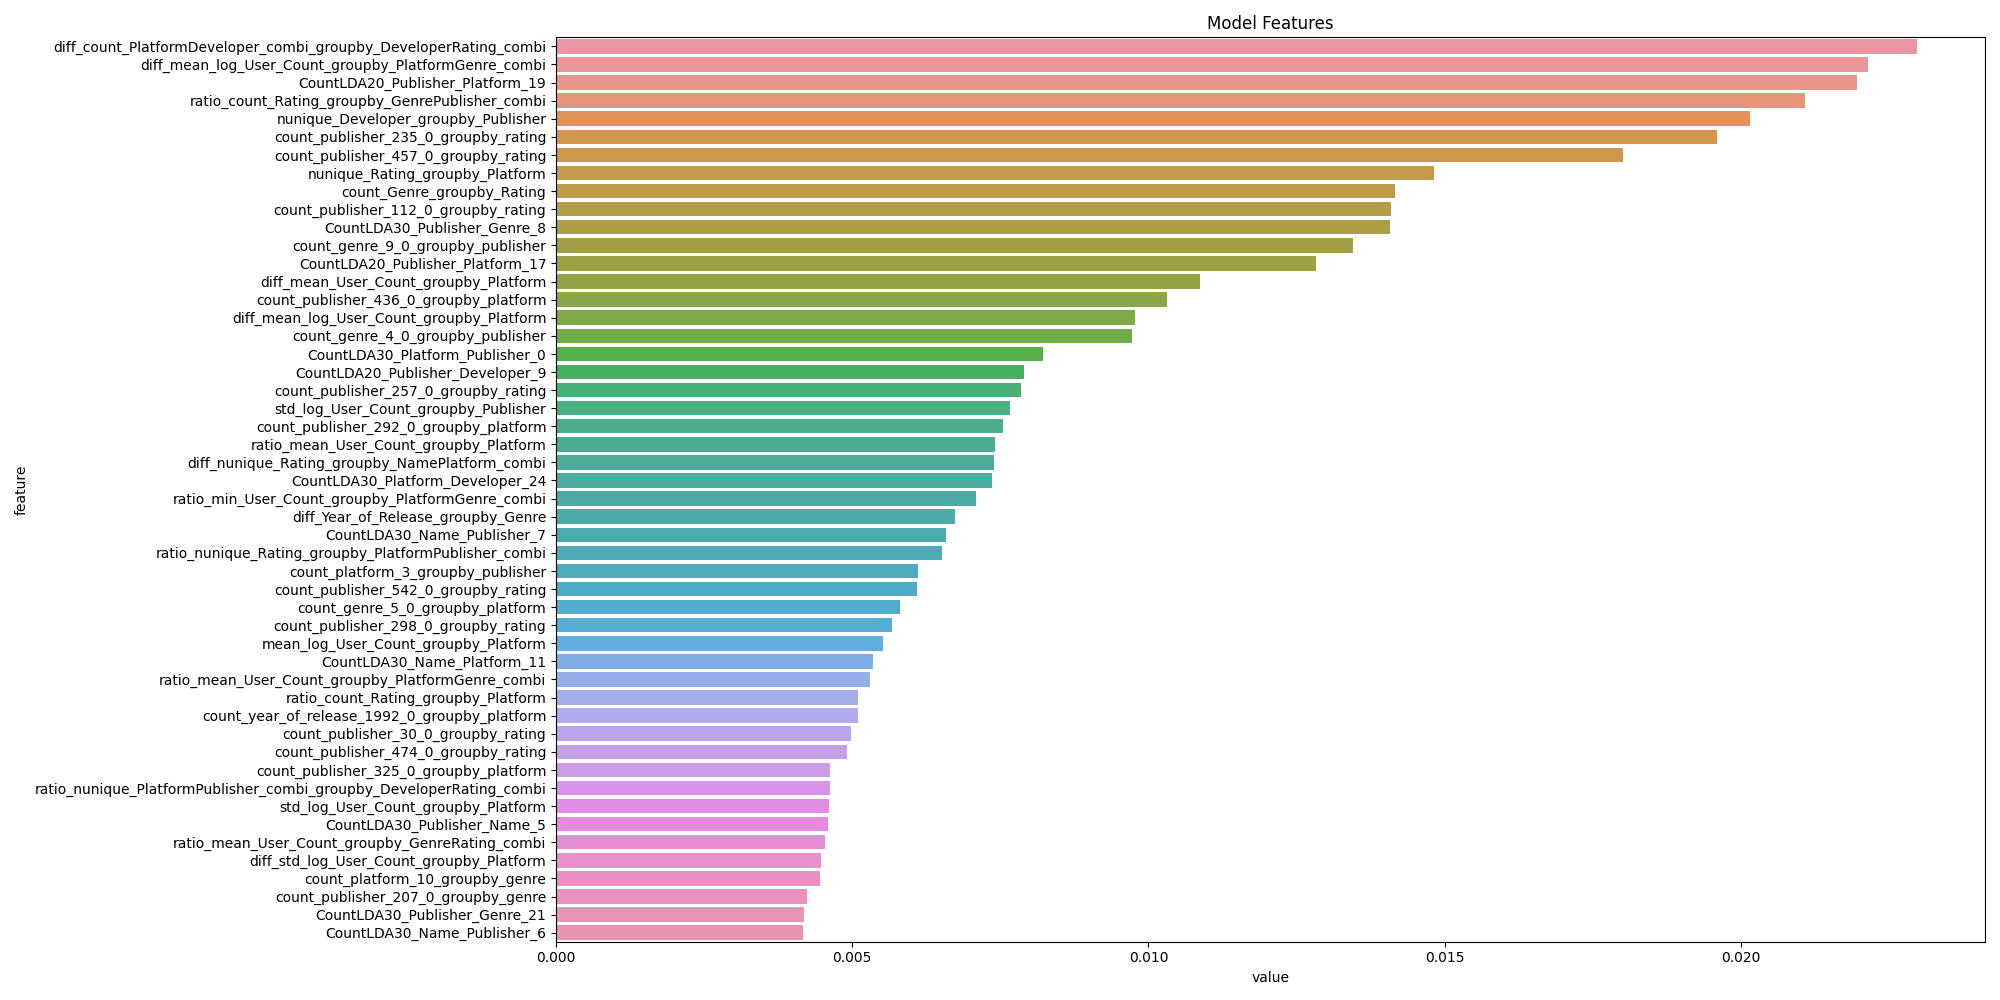 Model Features
diff_count_PlatformDeveloper_combi_groupby_DeveloperRating_combi
diff_mean_log_User_Count_groupby_PlatformGenre_combi
CountLDA20_Publisher_Platform_19
ratio_count_Rating_groupby_GenrePublisher_combi
nunique_Developer_groupby_Publisher
count_publisher_235_0_groupby_rating
count_publisher_457_0_groupby_rating
nunique_Rating_groupby_Platform
count_Genre_groupby_Rating
count_publisher_112_0_groupby_rating
CountLDA30_Publisher_Genre_8
count_genre_9_0_groupby_publisher
CountLDA20_Publisher_Platform_17
diff_mean_User_Count_groupby_Platform
count_publisher_436_0_groupby_platform
diff_mean_log_User_Count_groupby_Platform
count_genre_4_0_groupby_publisher
CountLDA30_Platform_Publisher_0
CountLDA20_Publisher_Developer_9
count_publisher_257_0_groupby_rating
std_log_User_Count_groupby_Publisher
count_publisher_292_0_groupby_platform
ratio_mean_User_Count_groupby_Platform
diff_nunique_Rating_groupby_NamePlatform_combi
CountLDA30_Platform_Developer_24
ratio_min_User_Count_groupby_PlatformGenre_combi
diff_Year_of_Release_groupby_Genre
CountLDA30_Name_Publisher_7
ratio_nunique_Rating_groupby_PlatformPublisher_combi
count_platform_3_groupby_publisher
count_publisher_542_0_groupby_rating
count_genre_5_0_groupby_platform
count_publisher_298_0_groupby_rating
mean_log_User_Count_groupby_Platform
CountLDA30_Name_Platform_11
ratio_mean_User_Count_groupby_PlatformGenre_combi
ratio_count_Rating_groupby_Platform
count_year_of_release_1992_0_groupby_platform
count_publisher_30_0_groupby_rating
count_publisher_474_0_groupby_rating
count_publisher_325_0_groupby_platform
ratio_nunique_PlatformPublisher_combi_groupby_DeveloperRating_combi
std_log_User_Count_groupby_Platform
CountLDA30_Publisher_Name_5
ratio_mean_User_Count_groupby_GenreRating_combi
diff_std_log_User_Count_groupby_Platform
count_platform_10_groupby_genre
count_publisher_207_0_groupby_genre
CountLDA30_Publisher_Genre_21
CountLDA30_Name_Publisher_6
feature
0.000 0.005 0.010 0.015 0.020
value